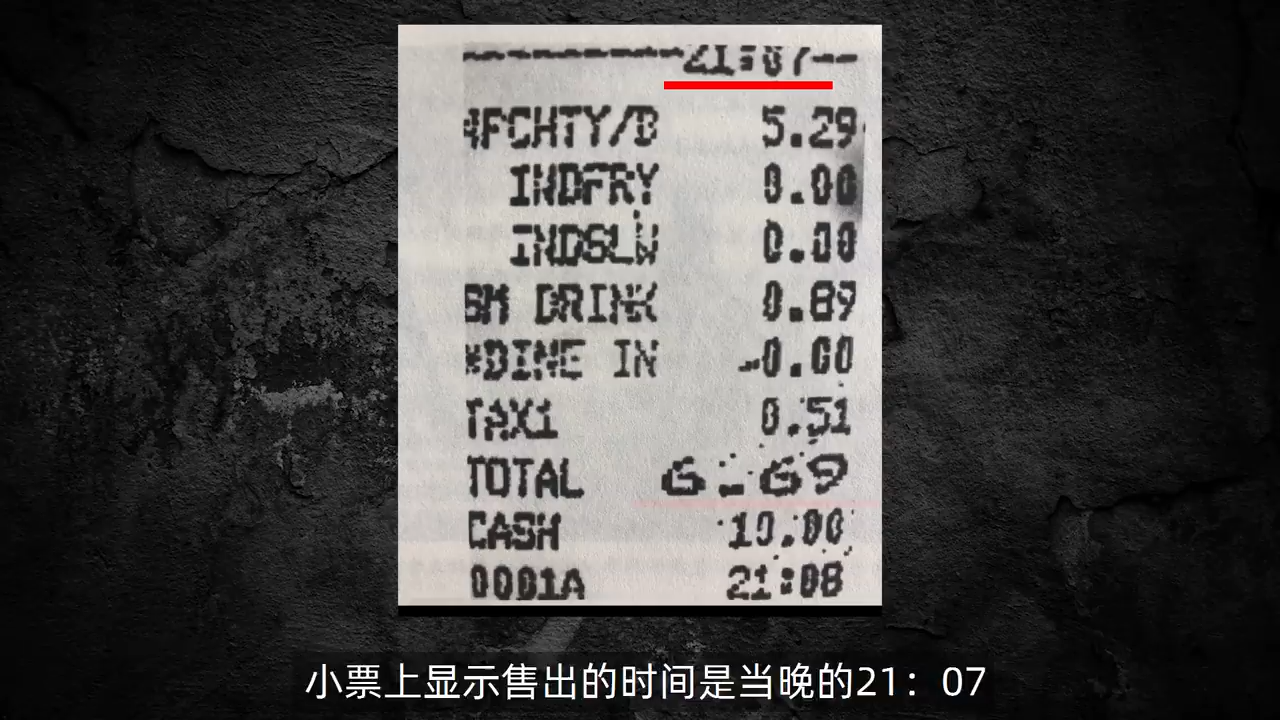 21:07
4PCHTY/B 5.29
INDFRY 0.00
INDSLW 0.00
SM DRINK 0.89
*DINE IN 0.00
TAX1 0.51
TOTAL 6.69
CASH 10.00
0001A 21:08
小票上显示售出的时间是当晚的21：07